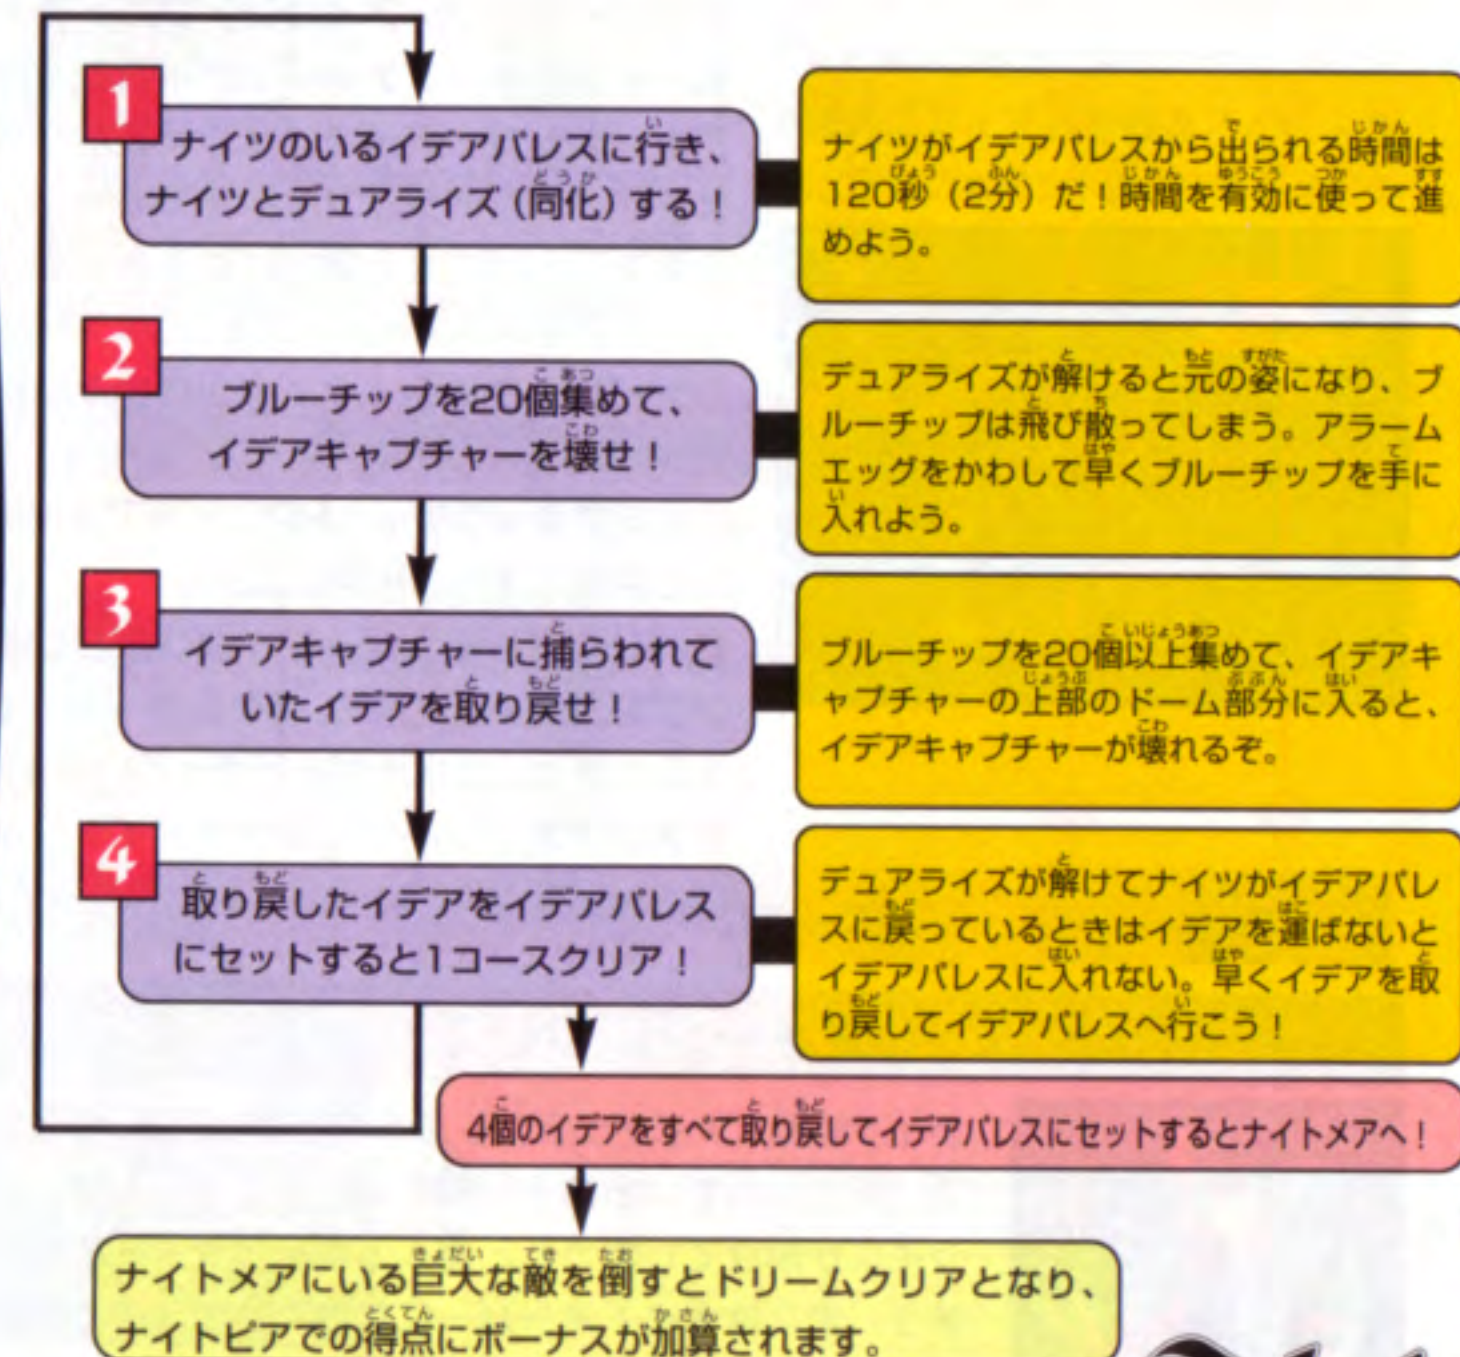 1
ナイツのいるイデアパレスに行き、
ナイツとデュアライズ（同化）する！
ナイツがイデアパレスから出られる時間は
120秒（2分）だ！時間を有効に使って進
めよう。
2
ブルーチップを20個集めて、
イデアキャプチャーを壊せ！
デュアライズが解けると元の姿になり、ブ
ルーチップは飛び散ってしまう。アラーム
エッグをかわして早くブルーチップを手に
入れよう。
3
イデアキャプチャーに捕らわれて
いたイデアを取り戻せ！
ブルーチップを20個以上集めて、イデアキ
ャプチャーの上部のドーム部分に入ると、
イデアキャプチャーが壊れるぞ。
4
取り戻したイデアをイデアパレス
にセットすると1コースクリア！
デュアライズが解けてナイツがイデアパレ
スに戻っているときはイデアを運ばないと
イデアパレスに入れない。早くイデアを取
り戻してイデアパレスへ行こう！
4個のイデアをすべて取り戻してイデアパレスにセットするとナイトメアへ！
ナイトメアにいる巨大な敵を倒すとドリームクリアとなり、
ナイトピアでの得点にボーナスが加算されます。